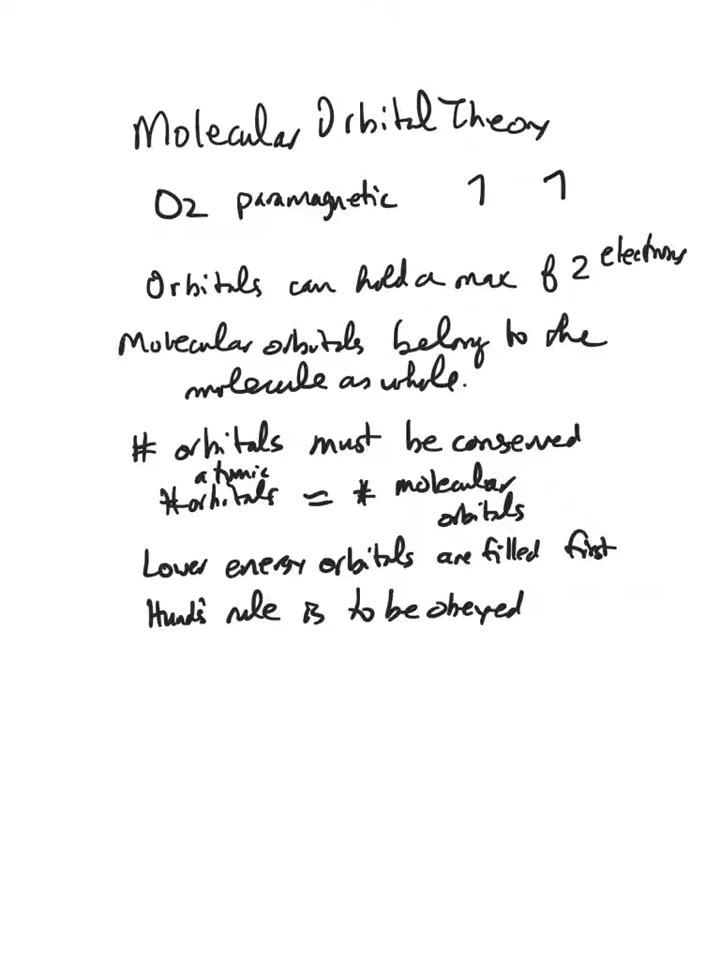 Molecular Orbital Theory
O2 paramagnetic 1 1
Orbitals can hold a max of 2 electrons
Molecular orbitals belong to the
molecule as whole.
# orbitals must be conserved
atomic
# orbitals = # molecular
orbitals
Lower energy orbitals are filled first
Hund's rule is to be obeyed